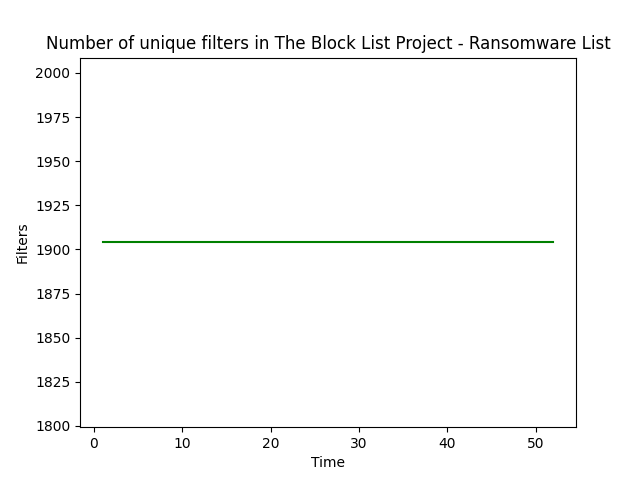 Number of unique filters in The Block List Project - Ransomware List
2000
1975
1950
1925
1900
1875
1850
1825
1800
Filters
0 10 20 30 40 50
Time